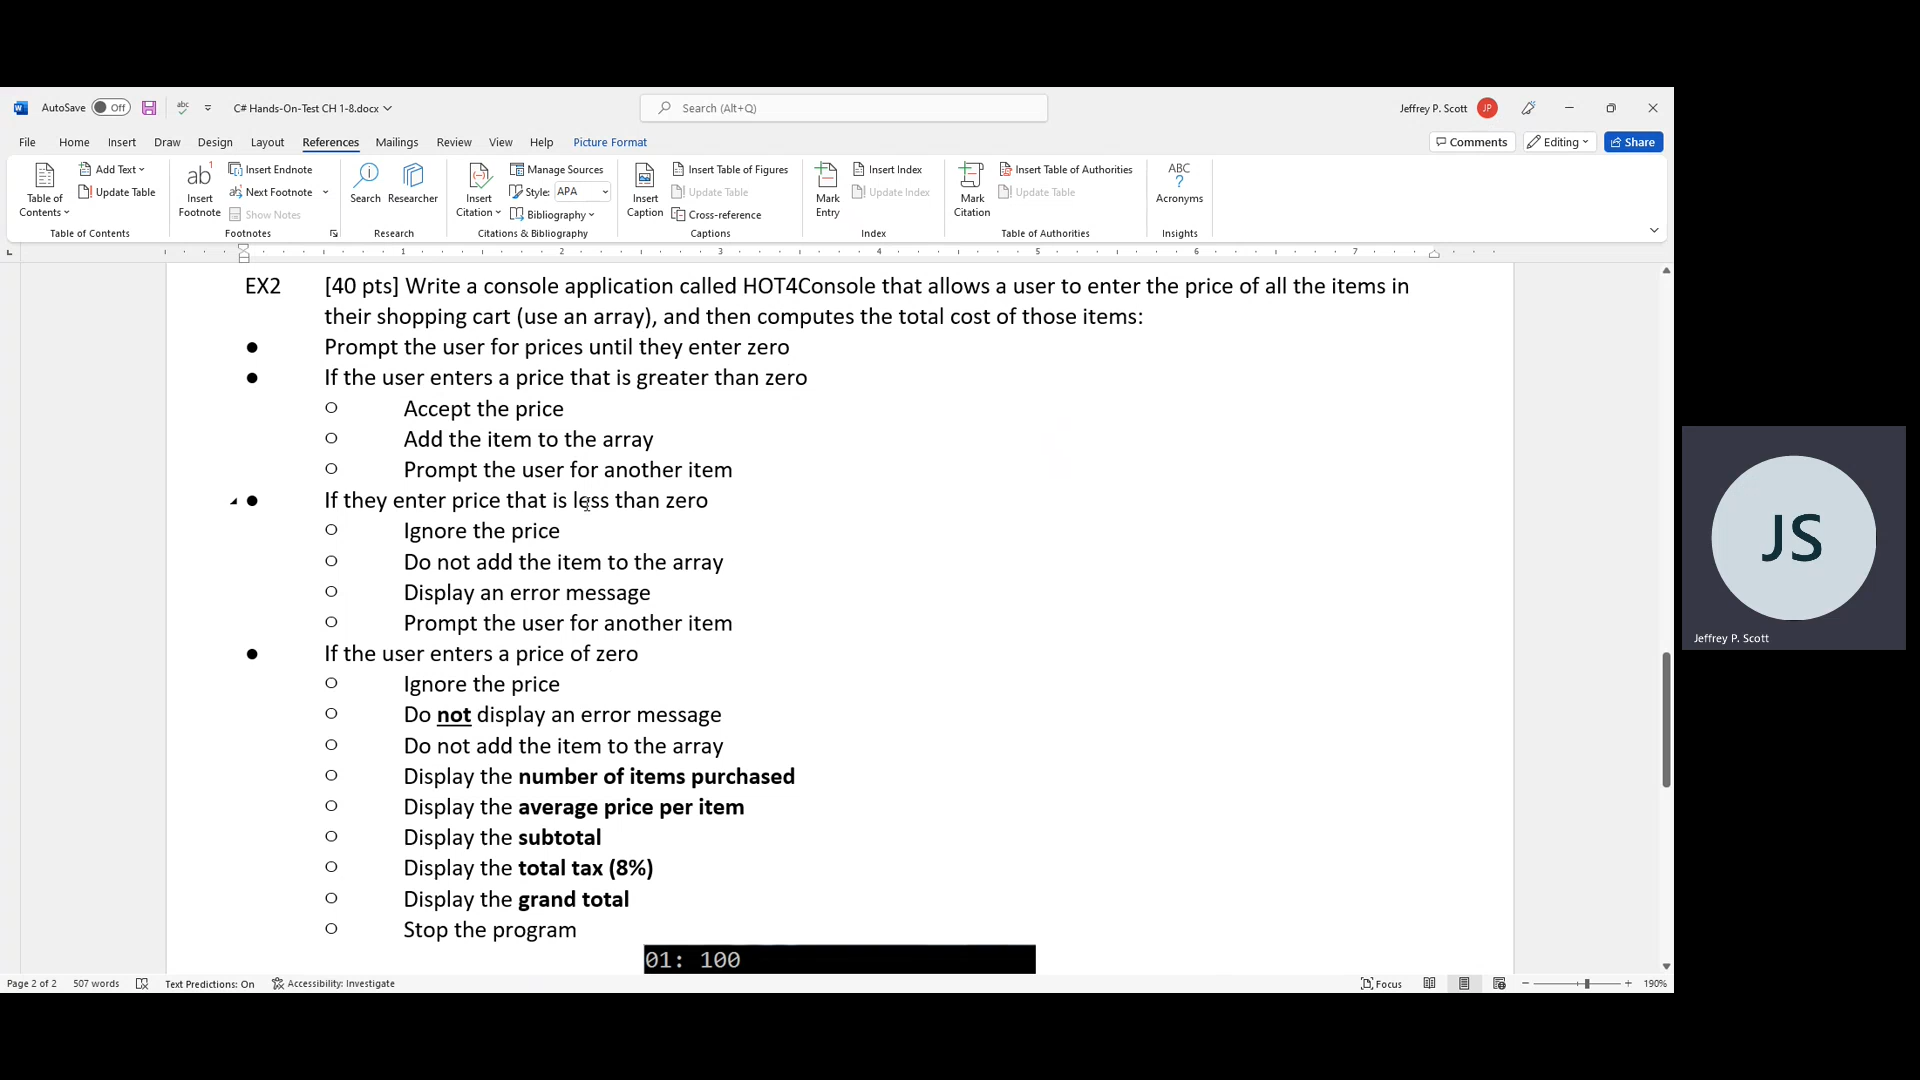 AutoSave Off abc C# Hands-On-Test CH 1-8.docx Search (Alt+Q) Jeffrey P. Scott JP
File Home Insert Draw Design Layout References Mailings Review View Help Picture Format Comments Editing Share
Table of Contents
Add Text
Update Table
Table of Contents
ab 1
Insert Footnote
Insert Endnote
Next Footnote
Show Notes
Footnotes
Search
Researcher
Research
Insert Citation
Manage Sources
Style: APA
Bibliography
Citations & Bibliography
Insert Caption
Insert Table of Figures
Update Table
Cross-reference
Captions
Mark Entry
Insert Index
Update Index
Index
Mark Citation
Insert Table of Authorities
Update Table
Table of Authorities
ABC
?
Acronyms
Insights
1 2 3 4 5 6 7
EX2 [40 pts] Write a console application called HOT4Console that allows a user to enter the price of all the items in
their shopping cart (use an array), and then computes the total cost of those items:
● Prompt the user for prices until they enter zero
● If the user enters a price that is greater than zero
○ Accept the price
○ Add the item to the array
○ Prompt the user for another item
● If they enter price that is less than zero
○ Ignore the price
○ Do not add the item to the array
○ Display an error message
○ Prompt the user for another item
● If the user enters a price of zero
○ Ignore the price
○ Do not display an error message
○ Do not add the item to the array
○ Display the number of items purchased
○ Display the average price per item
○ Display the subtotal
○ Display the total tax (8%)
○ Display the grand total
○ Stop the program
01: 100
Page 2 of 2 507 words Text Predictions: On Accessibility: Investigate Focus 190%
JS
Jeffrey P. Scott